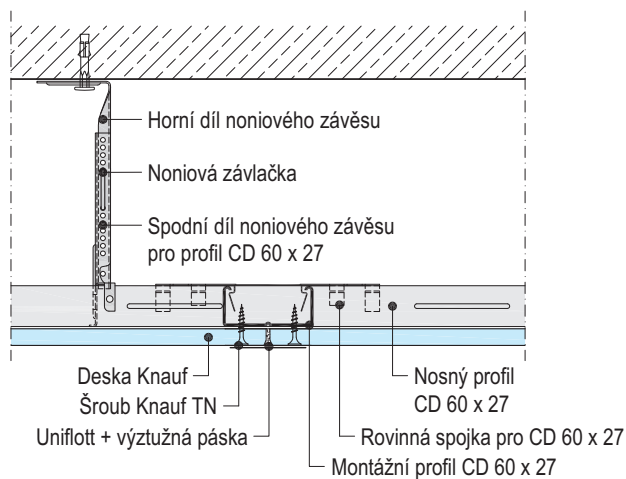 Horní díl noniového závěsu
Noniová závlačka
Spodní díl noniového závěsu
pro profil CD 60 x 27
Deska Knauf
Šroub Knauf TN
Uniflott + výztužná páska
Nosný profil
CD 60 x 27
Rovinná spojka pro CD 60 x 27
Montážní profil CD 60 x 27